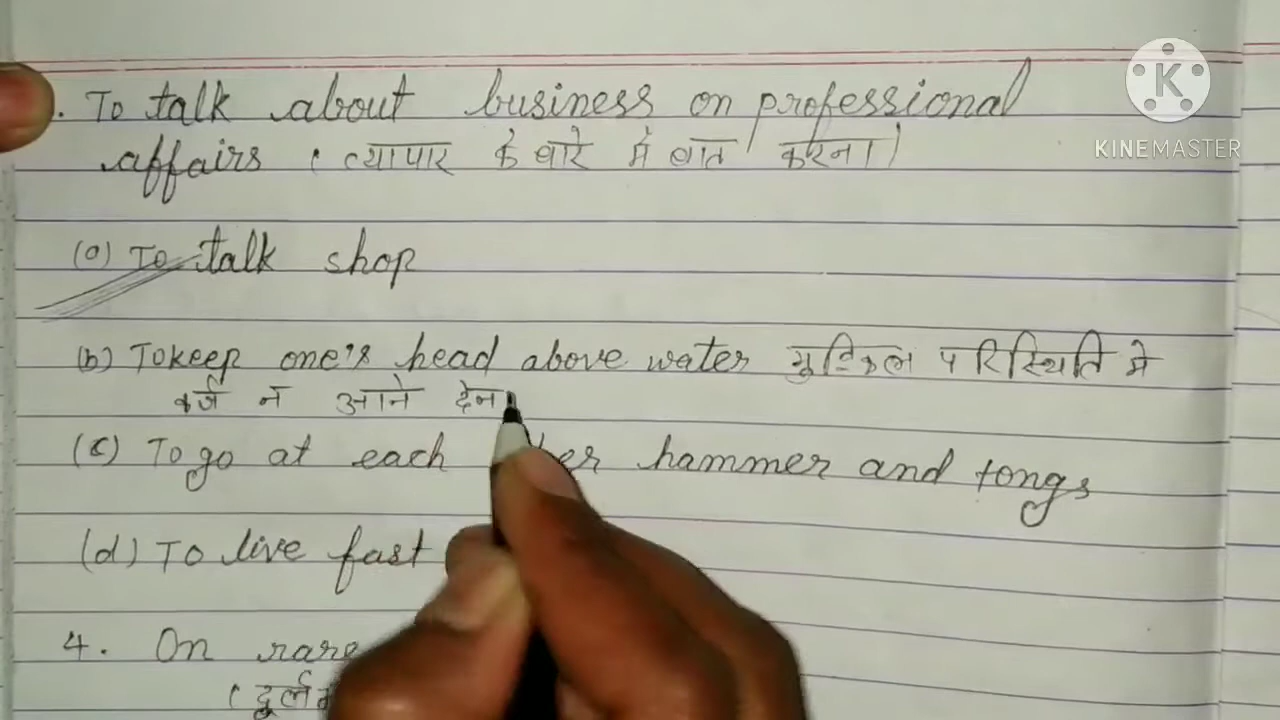 . To talk about business on professional
affairs (व्यापार के बारे में बात करना)
(a) To talk shop
(b) To keep one's head above water मुश्किल परिस्थिति मे
कर्ज न आने देना
(c) To go at each hammer and tongs
(d) To live fast
4. On rare
K
KINEMASTER